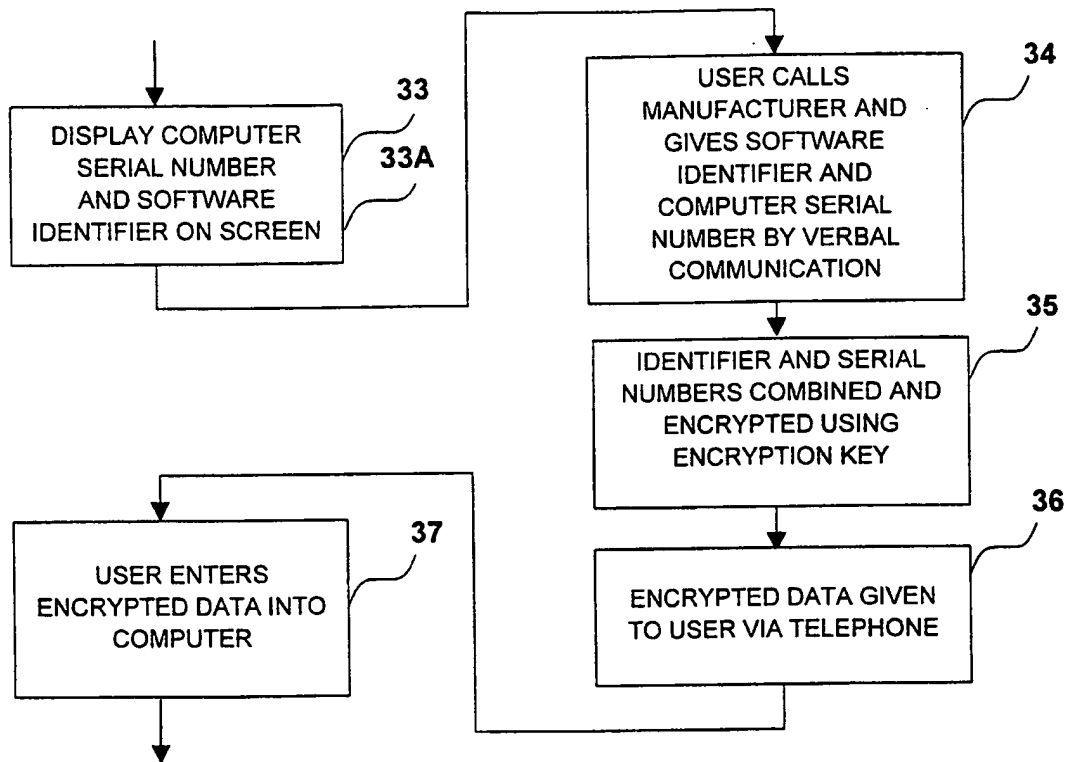 33
33A
DISPLAY COMPUTER
SERIAL NUMBER
AND SOFTWARE
IDENTIFIER ON SCREEN
34
USER CALLS
MANUFACTURER AND
GIVES SOFTWARE
IDENTIFIER AND
COMPUTER SERIAL
NUMBER BY VERBAL
COMMUNICATION
35
IDENTIFIER AND SERIAL
NUMBERS COMBINED AND
ENCRYPTED USING
ENCRYPTION KEY
36
ENCRYPTED DATA GIVEN
TO USER VIA TELEPHONE
37
USER ENTERS
ENCRYPTED DATA INTO
COMPUTER